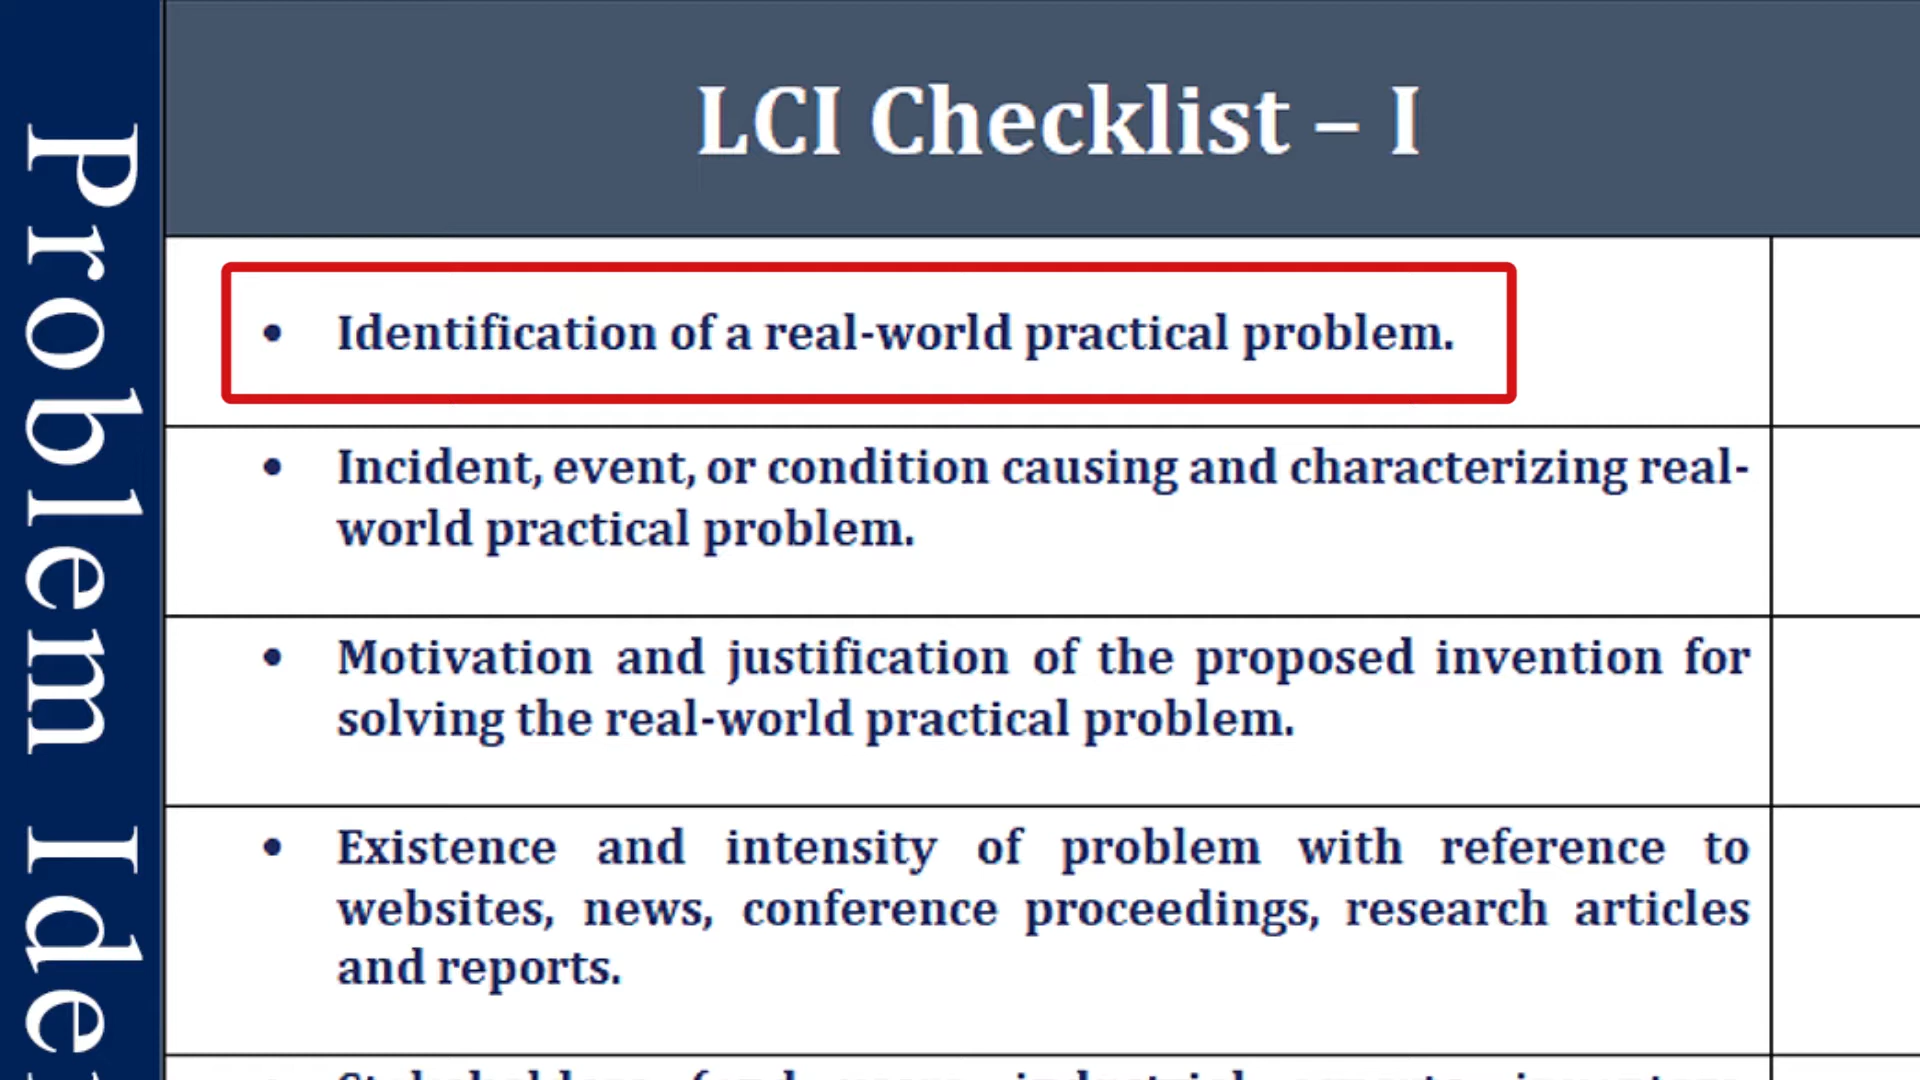 LCI Checklist – I
Problem Ide
• Identification of a real-world practical problem.
• Incident, event, or condition causing and characterizing real-
world practical problem.
• Motivation and justification of the proposed invention for
solving the real-world practical problem.
• Existence and intensity of problem with reference to
websites, news, conference proceedings, research articles
and reports.